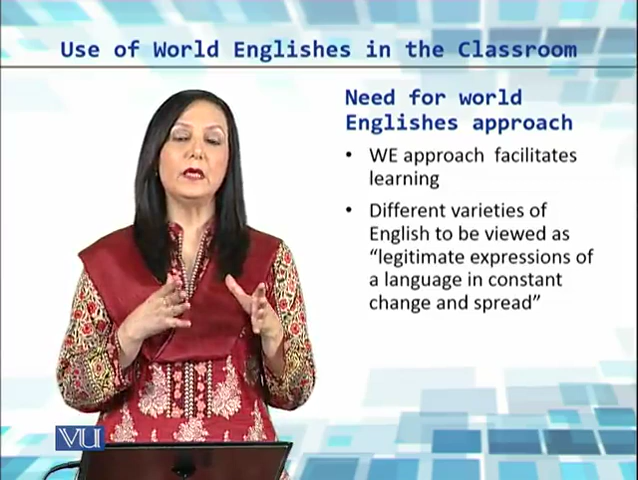 Use of World Englishes in the Classroom
Need for world
Englishes approach
• WE approach facilitates
learning
• Different varieties of
English to be viewed as
“legitimate expressions of
a language in constant
change and spread”
VU